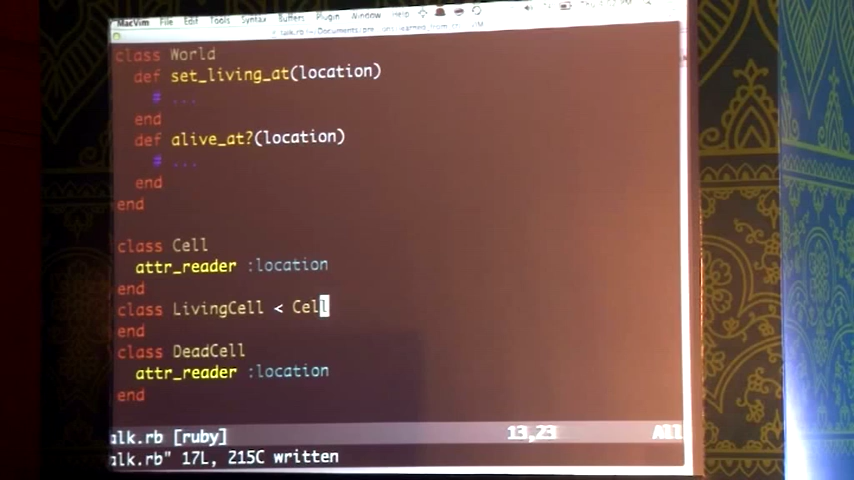 MacVim File Edit Tools Syntax Buffers Plugin Window Help
class World
def set_living_at(location)
# ...
end
def alive_at?(location)
# ...
end
end
class Cell
attr_reader :location
end
class LivingCell < Cell
end
class DeadCell
attr_reader :location
end
alk.rb [ruby] 13,23 All
alk.rb" 17L, 215C written